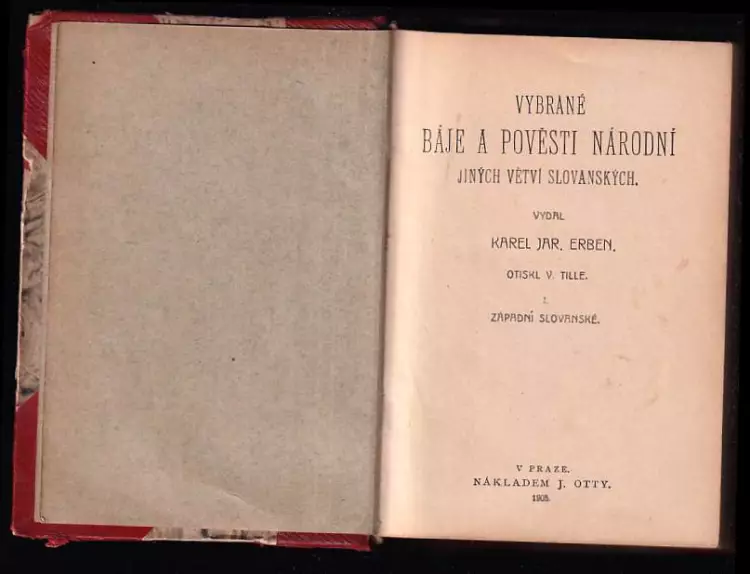 VYBRANÉ
BÁJE A POVĚSTI NÁRODNÍ
JINÝCH VĚTVÍ SLOVANSKÝCH.
VYDAL
KAREL JAR. ERBEN.
OTISKL V. TILLE.
I.
ZÁPADNÍ SLOVANSKÉ.
V PRAZE.
NÁKLADEM J. OTTY.
1905.